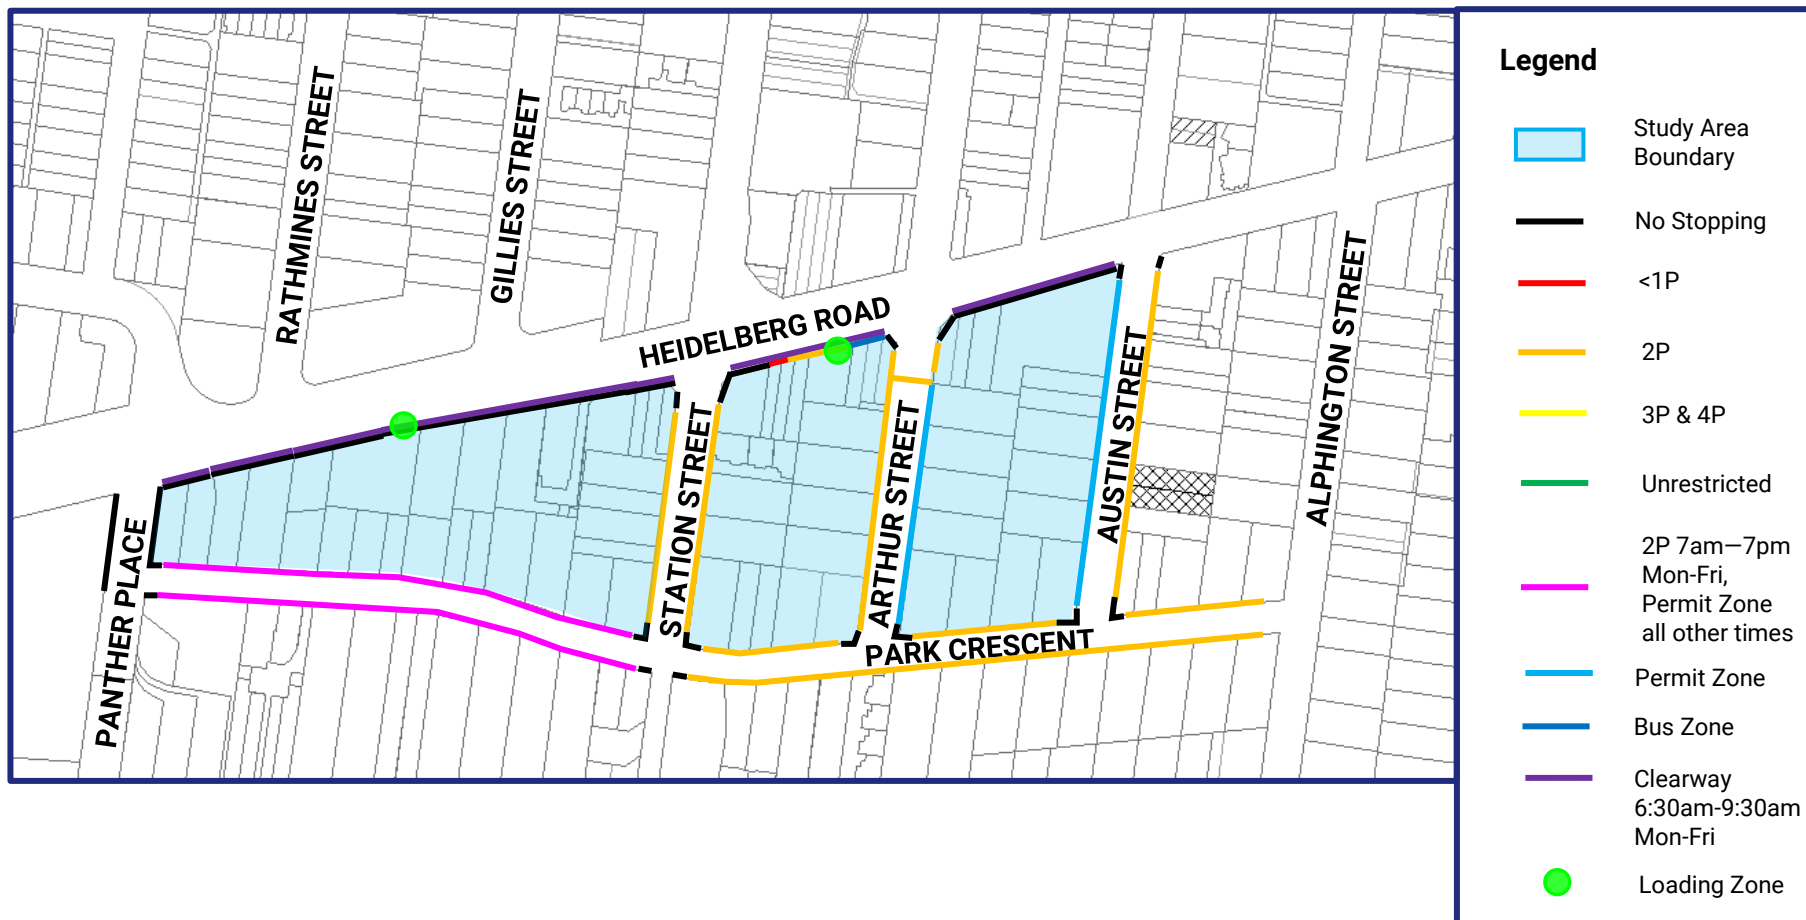 RATHMINES STREET
GILLIES STREET
HEIDELBERG ROAD
STATION STREET
ARTHUR STREET
AUSTIN STREET
ALPHINGTON STREET
PANTHER PLACE
PARK CRESCENT
Legend
Study Area
Boundary
No Stopping
<1P
2P
3P & 4P
Unrestricted
2P 7am—7pm
Mon-Fri,
Permit Zone
all other times
Permit Zone
Bus Zone
Clearway
6:30am-9:30am
Mon-Fri
Loading Zone